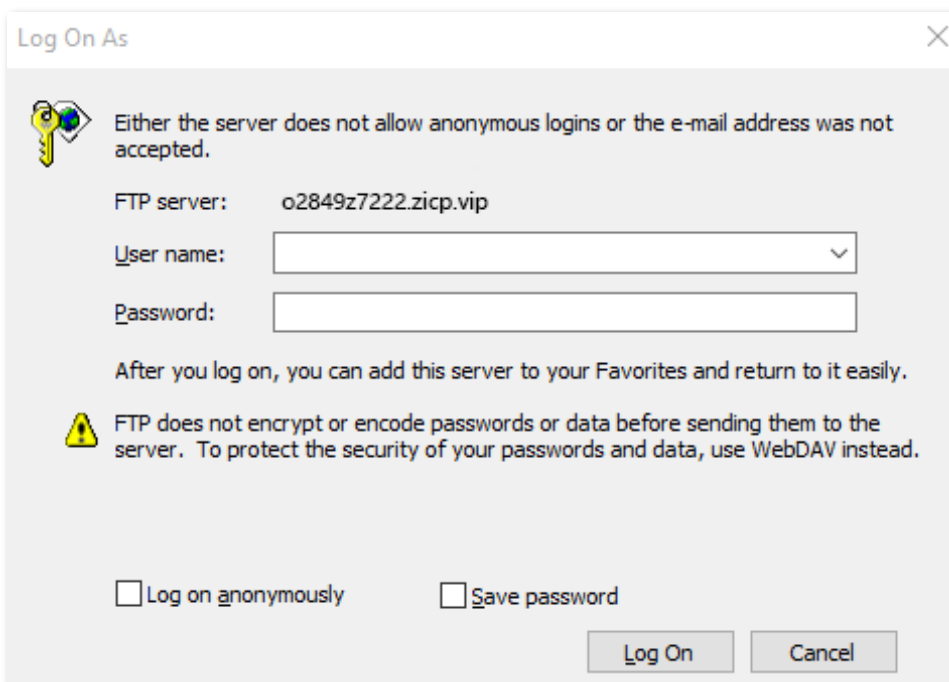 Log On As
Either the server does not allow anonymous logins or the e-mail address was not
accepted.
FTP server: o2849z7222.zicp.vip
User name:
Password:
After you log on, you can add this server to your Favorites and return to it easily.
FTP does not encrypt or encode passwords or data before sending them to the
server. To protect the security of your passwords and data, use WebDAV instead.
Log on anonymously Save password
Log On Cancel